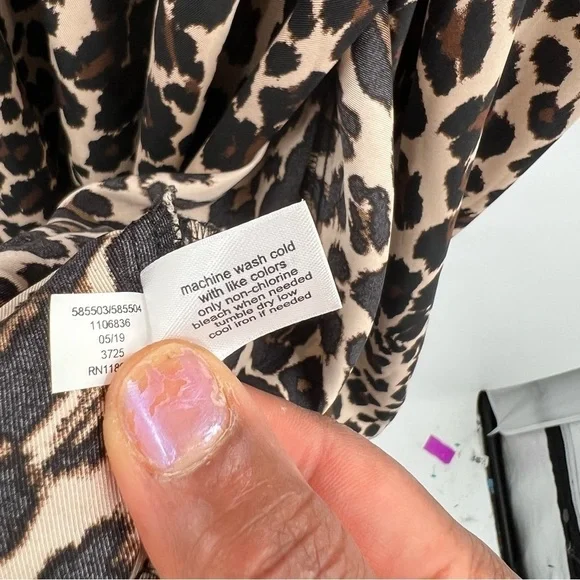 585503/585504
1106836
05/19
3725
machine wash cold
with like colors
only non-chlorine
bleach when needed
tumble dry low
cool iron if needed